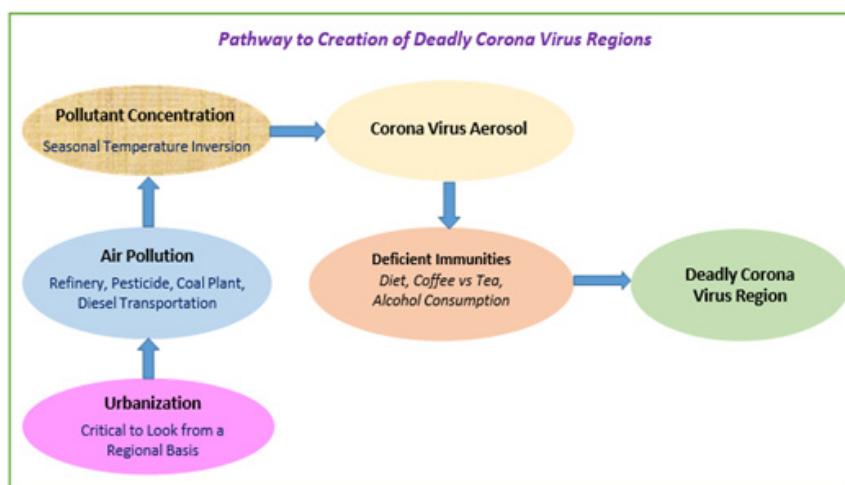 Pathway to Creation of Deadly Corona Virus Regions
Pollutant Concentration
Seasonal Temperature Inversion
Corona Virus Aerosol
Air Pollution
Refinery, Pesticide, Coal Plant,
Diesel Transportation
Deficient Immunities
Diet, Coffee vs Tea,
Alcohol Consumption
Deadly Corona
Virus Region
Urbanization
Critical to Look from a
Regional Basis